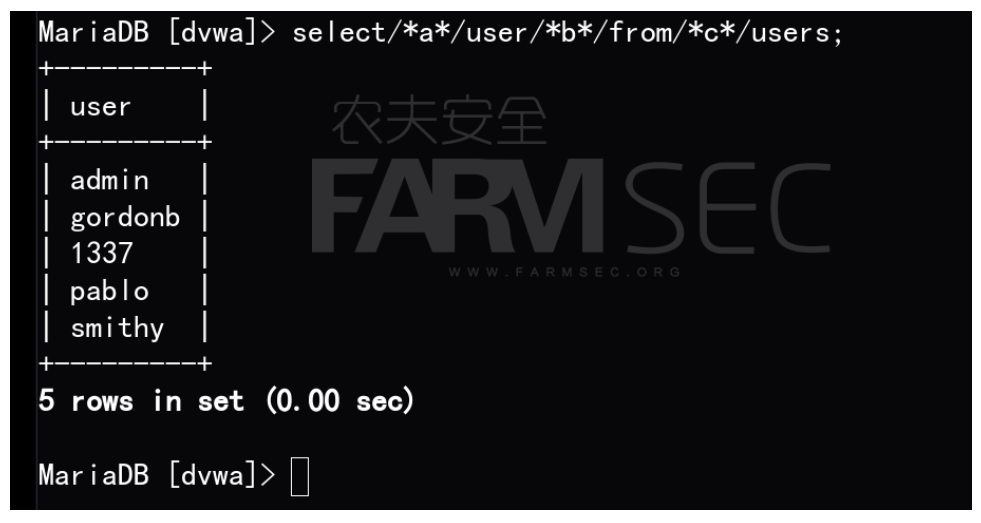 MariaDB [dvwa]> select/*a*/user/*b*/from/*c*/users;
+---------+
| user    |
+---------+
| admin   |
| gordonb |
| 1337    |
| pablo   |
| smithy  |
+---------+
5 rows in set (0.00 sec)
MariaDB [dvwa]>
农夫安全
FARMSEC
WWW.FARMSEC.ORG